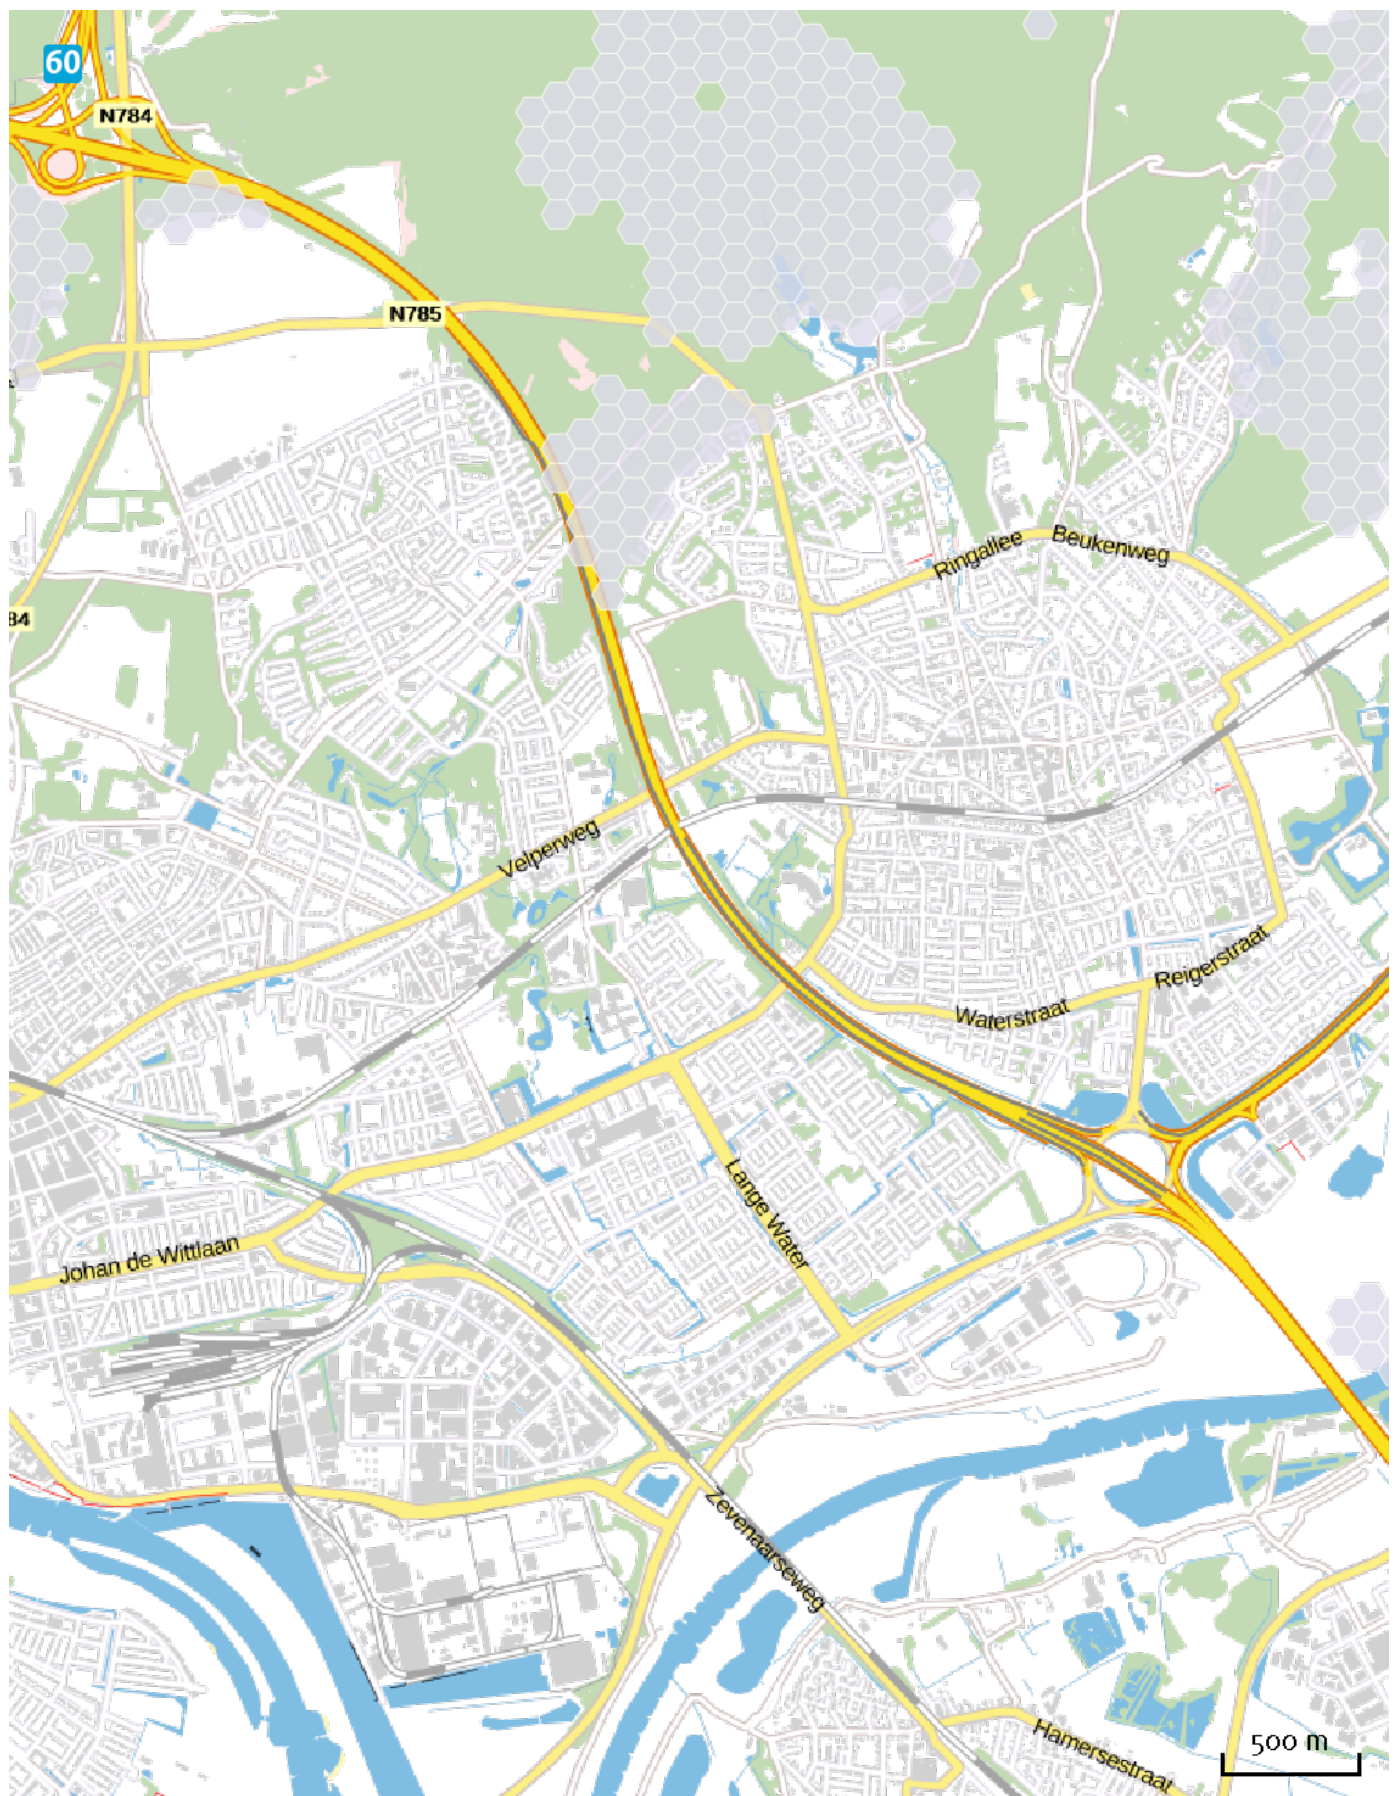 60
N784
N785
Ringallee
Beukenweg
84
Velperweg
Reigerstraat
Waterstraat
Lange Water
Johan de Wittlaan
Zevenaarseweg
Hamersestraat
500 m